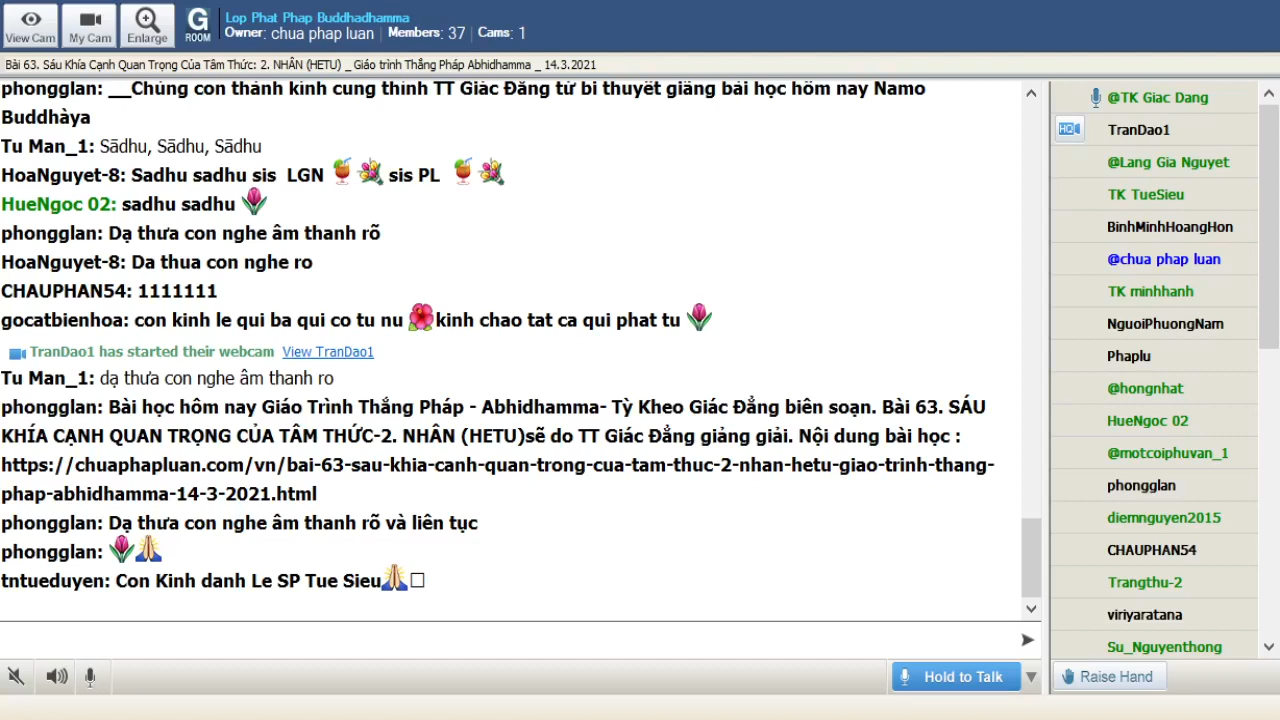 View Cam
My Cam
Enlarge
G
ROOM
Lop Phat Phap Buddhadhamma
Owner: chua phap luan | Members: 37 | Cams: 1
Bài 63. Sáu Khía Cạnh Quan Trọng Của Tâm Thức: 2. NHÂN (HETU) _ Giáo trình Thắng Pháp Abhidhamma _ 14.3.2021
phongglan: __Chúng con thành kính cung thỉnh TT Giác Đẳng từ bi thuyết giảng bài học hôm nay Namo
Buddhàya
Tu Man_1: Sādhu, Sādhu, Sādhu
HoaNguyet-8: Sadhu sadhu sis LGN sis PL
HueNgoc 02: sadhu sadhu
phongglan: Dạ thưa con nghe âm thanh rõ
HoaNguyet-8: Da thua con nghe ro
CHAUPHAN54: 1111111
gocatbienhoa: con kinh le qui ba qui co tu nu kinh chao tat ca qui phat tu
TranDao1 has started their webcam View TranDao1
Tu Man_1: dạ thưa con nghe âm thanh ro
phongglan: Bài học hôm nay Giáo Trình Thắng Pháp - Abhidhamma- Tỳ Kheo Giác Đẳng biên soạn. Bài 63. SÁU
KHÍA CẠNH QUAN TRỌNG CỦA TÂM THỨC-2. NHÂN (HETU)sẽ do TT Giác Đẳng giảng giải. Nội dung bài học :
https://chuaphapluan.com/vn/bai-63-sau-khia-canh-quan-trong-cua-tam-thuc-2-nhan-hetu-giao-trinh-thang-
phap-abhidhamma-14-3-2021.html
phongglan: Dạ thưa con nghe âm thanh rõ và liên tục
phongglan:
tntueduyen: Con Kinh danh Le SP Tue Sieu
Hold to Talk
@TK Giac Dang
HQ
TranDao1
@Lang Gia Nguyet
TK TueSieu
BinhMinhHoangHon
@chua phap luan
TK minhhanh
NguoiPhuongNam
Phaplu
@hongnhat
HueNgoc 02
@motcoiphuvan_1
phongglan
diemnguyen2015
CHAUPHAN54
Trangthu-2
viriyaratana
Su_Nguyenthong
Raise Hand